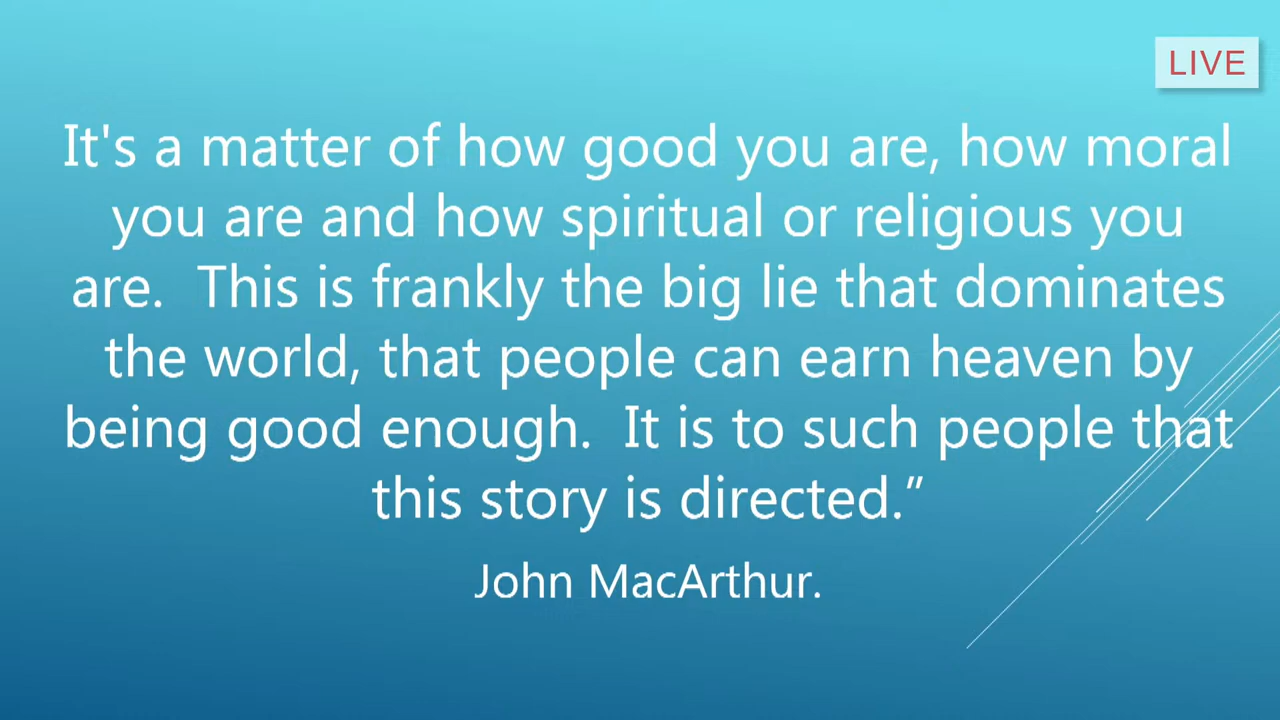 LIVE
It's a matter of how good you are, how moral
you are and how spiritual or religious you
are.  This is frankly the big lie that dominates
the world, that people can earn heaven by
being good enough.  It is to such people that
this story is directed.”
John MacArthur.